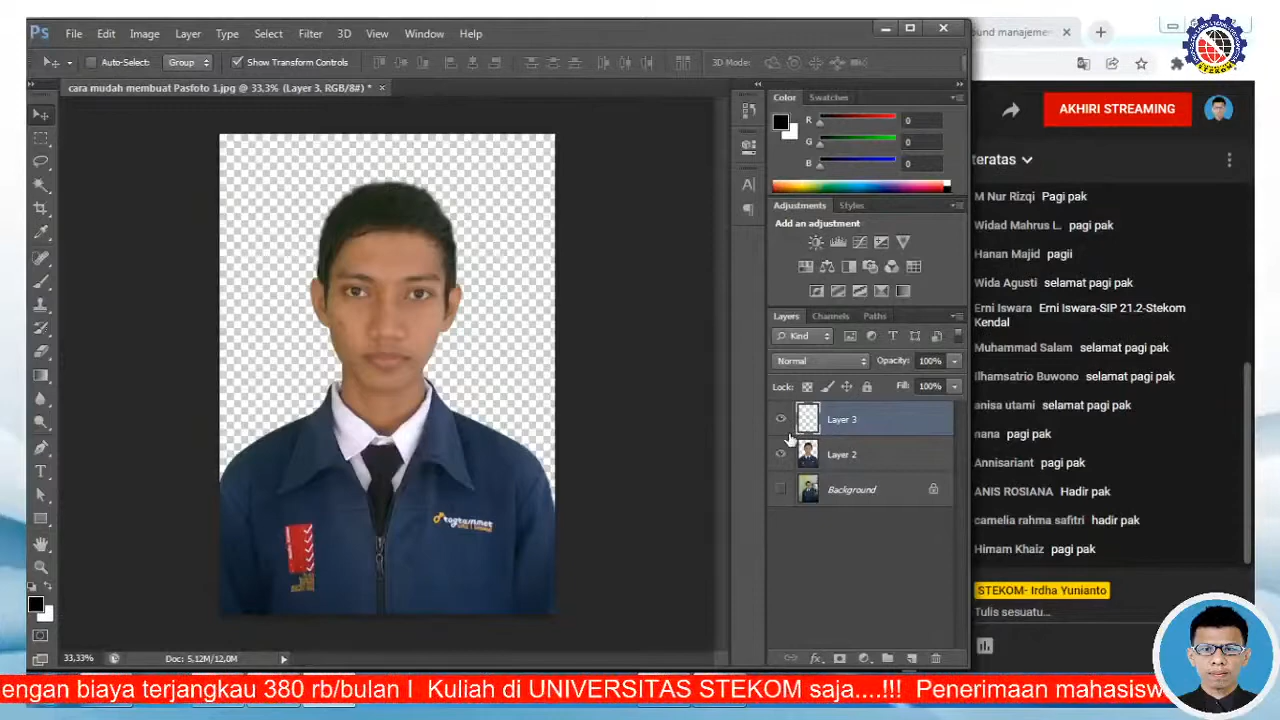 Ps File Edit Image Layer Type Select Filter 3D View Window Help
Auto-Select: Group Show Transform Controls 3D Mode:
cara mudah membuat Pasfoto 1.jpg @ 33.3% (Layer 3, RGB/8#) *
Color Swatches
R 0
G 0
B 0
Adjustments Styles
Add an adjustment
Layers Channels Paths
Kind
Normal Opacity: 100%
Lock: Fill: 100%
Layer 3
Layer 2
Background
33,33% Doc: 5,12M/12,0M
STEKOM
AKHIRI STREAMING
teratas
M Nur Rizqi Pagi pak
Widad Mahrus L. pagi pak
Hanan Majid pagii
Wida Agusti selamat pagi pak
Erni Iswara Erni Iswara-SIP 21.2-Stekom
Kendal
Muhammad Salam selamat pagi pak
Ilhamsatrio Buwono selamat pagi pak
anisa utami selamat pagi pak
nana pagi pak
Annisariant pagi pak
ANIS ROSIANA Hadir pak
camelia rahma safitri hadir pak
Himam Khaiz pagi pak
STEKOM- Irdha Yunianto
Tulis sesuatu...
engan biaya terjangkau 380 rb/bulan I Kuliah di UNIVERSITAS STEKOM saja....!!! Penerimaan mahasisw